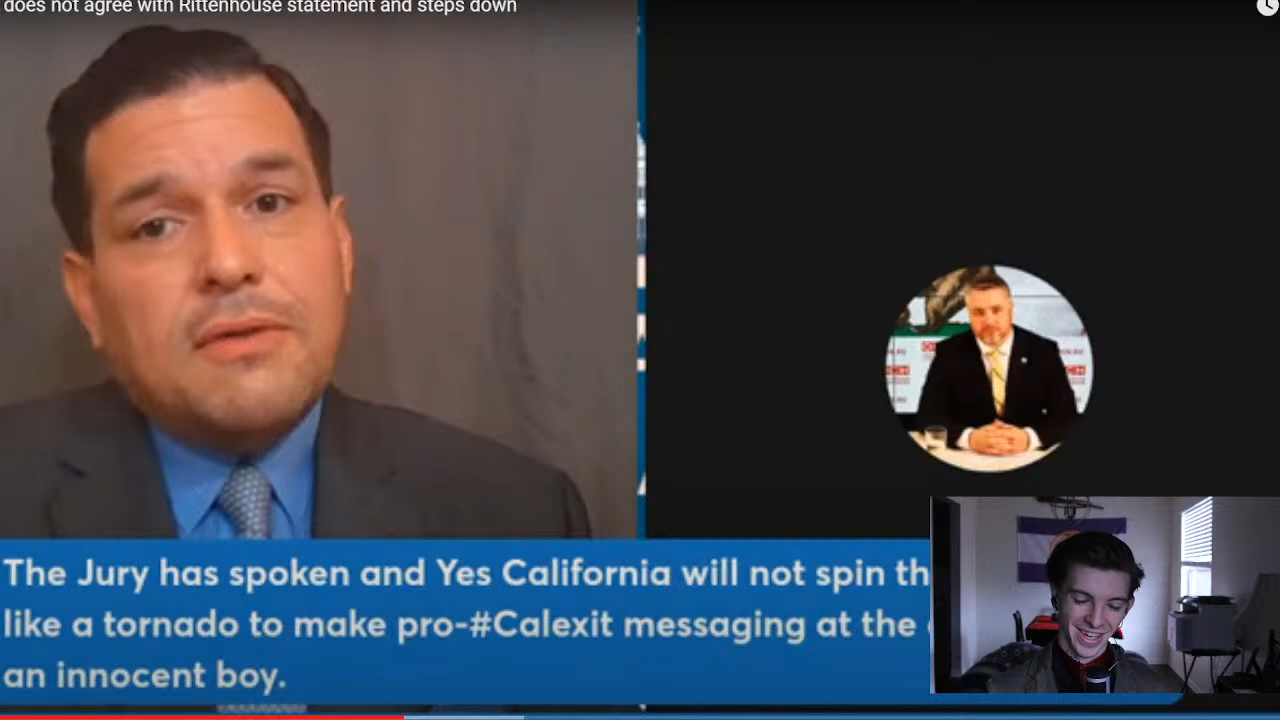 does not agree with Rittenhouse statement and steps down
The Jury has spoken and Yes California will not spin th
like a tornado to make pro-#Calexit messaging at the
an innocent boy.